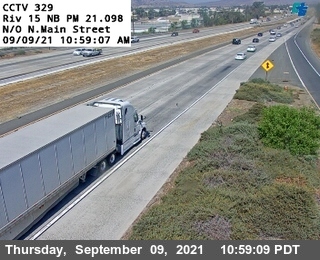 CCTV 329
Riv 15 NB PM 21.098
N/O N.Main Street
09/09/21 10:59:07 AM
Thursday, September 09, 2021 10:59:09 PDT